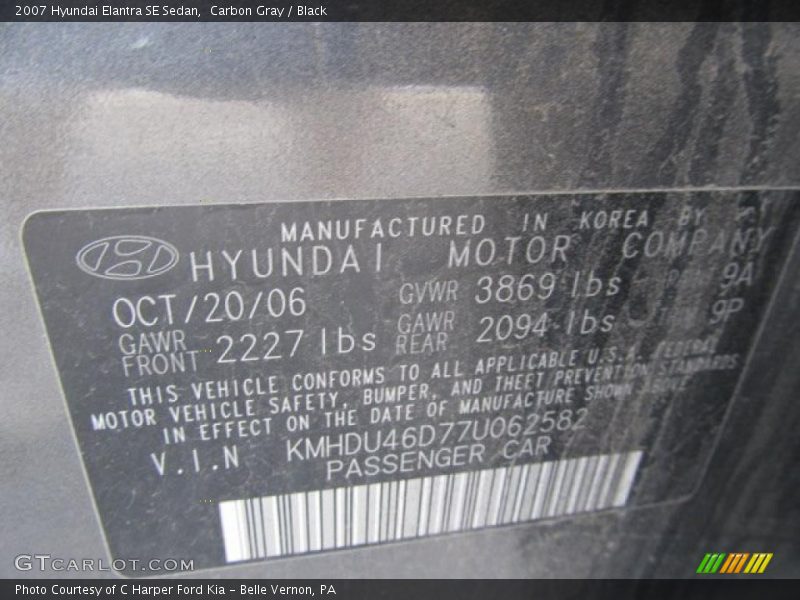 2007 Hyundai Elantra SE Sedan,  Carbon Gray / Black
MANUFACTURED IN KOREA BY
HYUNDAI MOTOR COMPANY
OCT/20/06 GVWR 3869 lbs 9A
GAWR FRONT 2227 lbs GAWR REAR 2094 lbs 9P
THIS VEHICLE CONFORMS TO ALL APPLICABLE U.S.A. FEDERAL
MOTOR VEHICLE SAFETY, BUMPER, AND THEFT PREVENTION STANDARDS
IN EFFECT ON THE DATE OF MANUFACTURE SHOWN ABOVE
V.I.N KMHDU46D77U062582
PASSENGER CAR
GTCARLOT.COM
Photo Courtesy of C Harper Ford Kia - Belle Vernon, PA